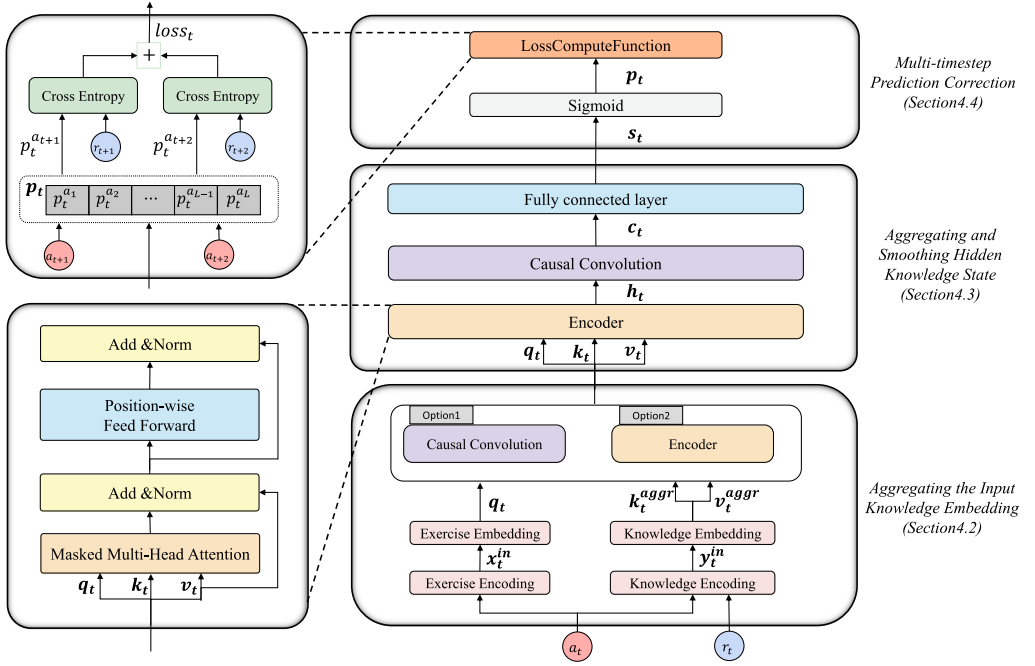 loss_t
+
Cross Entropy
Cross Entropy
p_t^{a_{t+1}}
r_{t+1}
p_t^{a_{t+2}}
r_{t+2}
p_t
p_t^{a_1}
p_t^{a_2}
...
p_t^{a_{L-1}}
p_t^{a_L}
a_{t+1}
a_{t+2}
LossComputeFunction
p_t
Sigmoid
s_t
Multi-timestep
Prediction Correction
(Section4.4)
Fully connected layer
c_t
Causal Convolution
h_t
Encoder
q_t
k_t
v_t
Aggregating and
Smoothing Hidden
Knowledge State
(Section4.3)
Add &Norm
Position-wise
Feed Forward
Add &Norm
Masked Multi-Head Attention
q_t
k_t
v_t
Option1
Causal Convolution
Option2
Encoder
q_t
k_t^{aggr}
v_t^{aggr}
Exercise Embedding
Knowledge Embedding
x_t^{in}
y_t^{in}
Exercise Encoding
Knowledge Encoding
a_t
r_t
Aggregating the Input
Knowledge Embedding
(Section4.2)